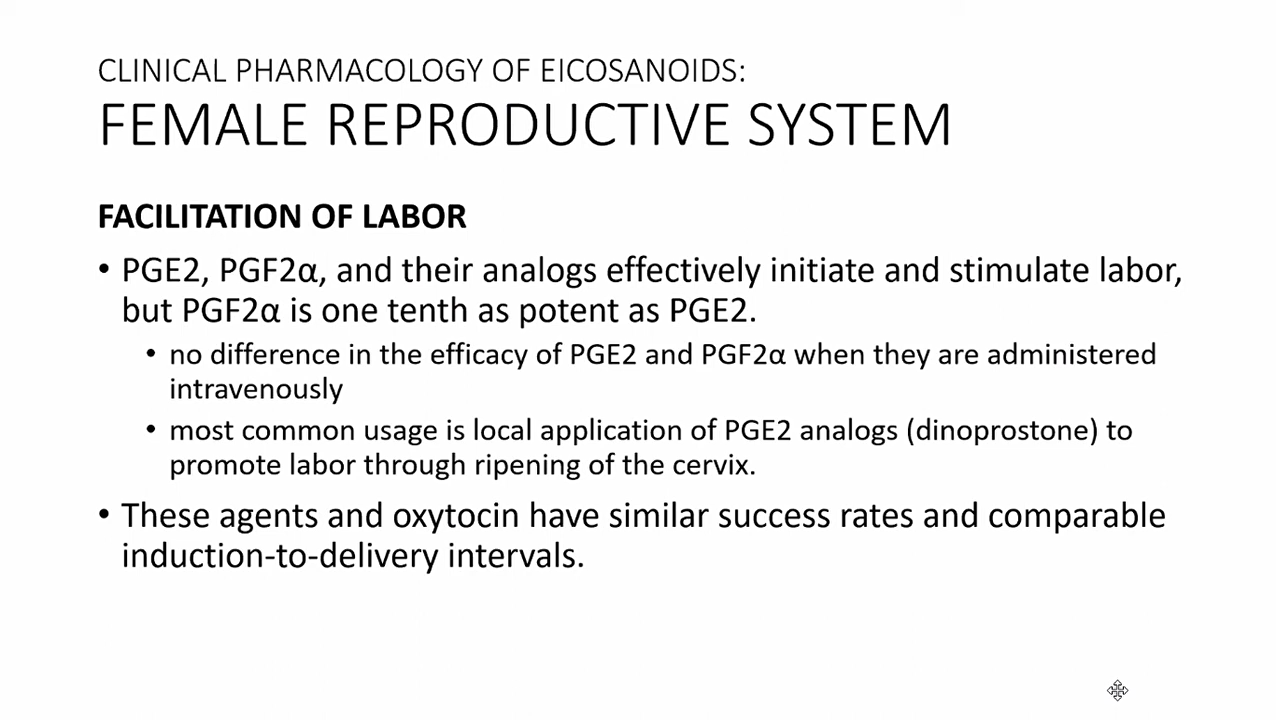 CLINICAL PHARMACOLOGY OF EICOSANOIDS:
FEMALE REPRODUCTIVE SYSTEM
FACILITATION OF LABOR
• PGE2, PGF2α, and their analogs effectively initiate and stimulate labor,
but PGF2α is one tenth as potent as PGE2.
• no difference in the efficacy of PGE2 and PGF2α when they are administered
intravenously
• most common usage is local application of PGE2 analogs (dinoprostone) to
promote labor through ripening of the cervix.
• These agents and oxytocin have similar success rates and comparable
induction-to-delivery intervals.